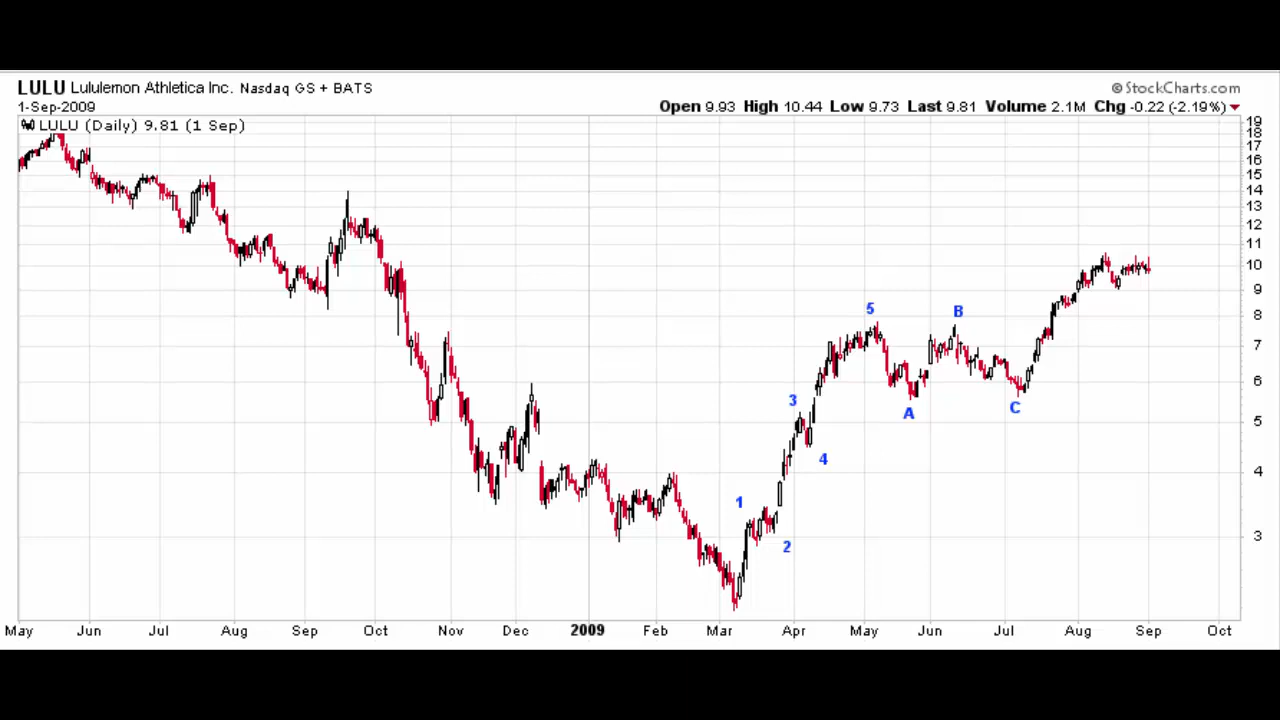 LULU Lululemon Athletica Inc. Nasdaq GS + BATS
© StockCharts.com
1-Sep-2009
Open 9.93 High 10.44 Low 9.73 Last 9.81 Volume 2.1M Chg -0.22 (-2.19%)
LULU (Daily) 9.81 (1 Sep)
19
18
17
16
15
14
13
12
11
10
9
8
7
6
5
4
3
5
B
3
A
C
4
1
2
May Jun Jul Aug Sep Oct Nov Dec 2009 Feb Mar Apr May Jun Jul Aug Sep Oct